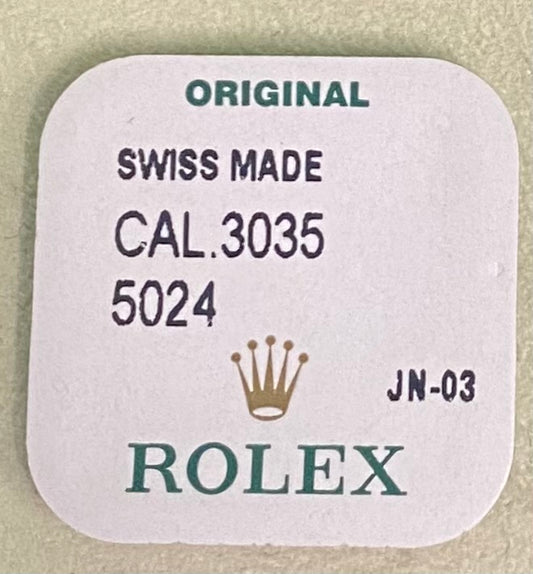 ORIGINAL
SWISS MADE
CAL.3035
5024
JN-03
ROLEX